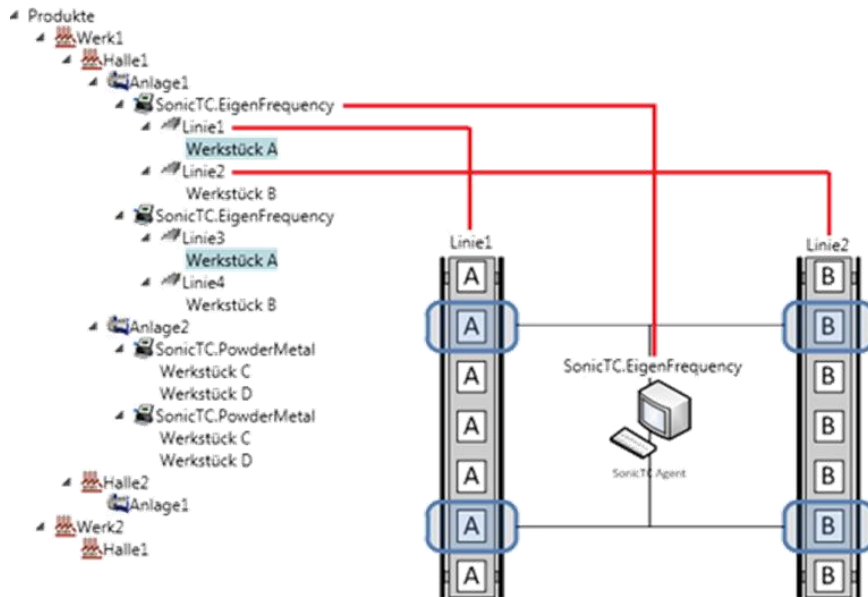 Produkte
Werk1
Halle1
Anlage1
SonicTC.EigenFrequency
Linie1
Werkstück A
Linie2
Werkstück B
SonicTC.EigenFrequency
Linie3
Werkstück A
Linie4
Werkstück B
Anlage2
SonicTC.PowderMetal
Werkstück C
Werkstück D
SonicTC.PowderMetal
Werkstück C
Werkstück D
Halle2
Anlage1
Werk2
Halle1
Linie1
A
A
A
A
A
A
A
SonicTC.EigenFrequency
SonicTC Agent
Linie2
B
B
B
B
B
B
B